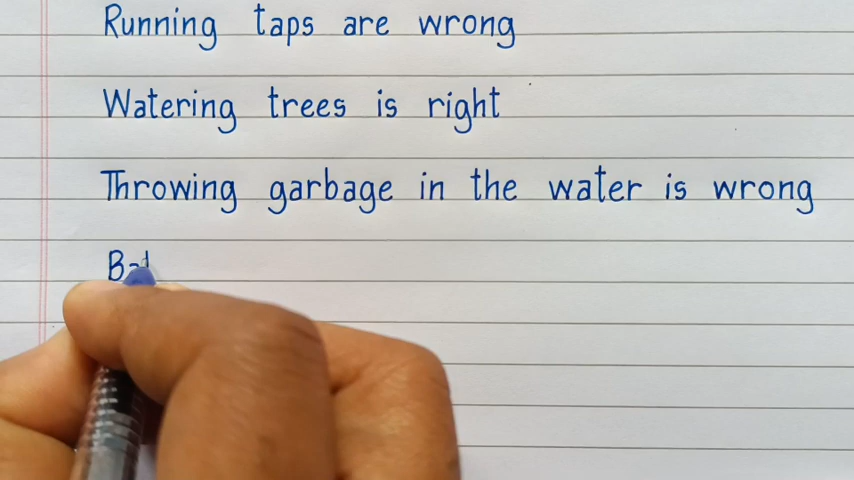 Running taps are wrong
Watering trees is right
Throwing garbage in the water is wrong